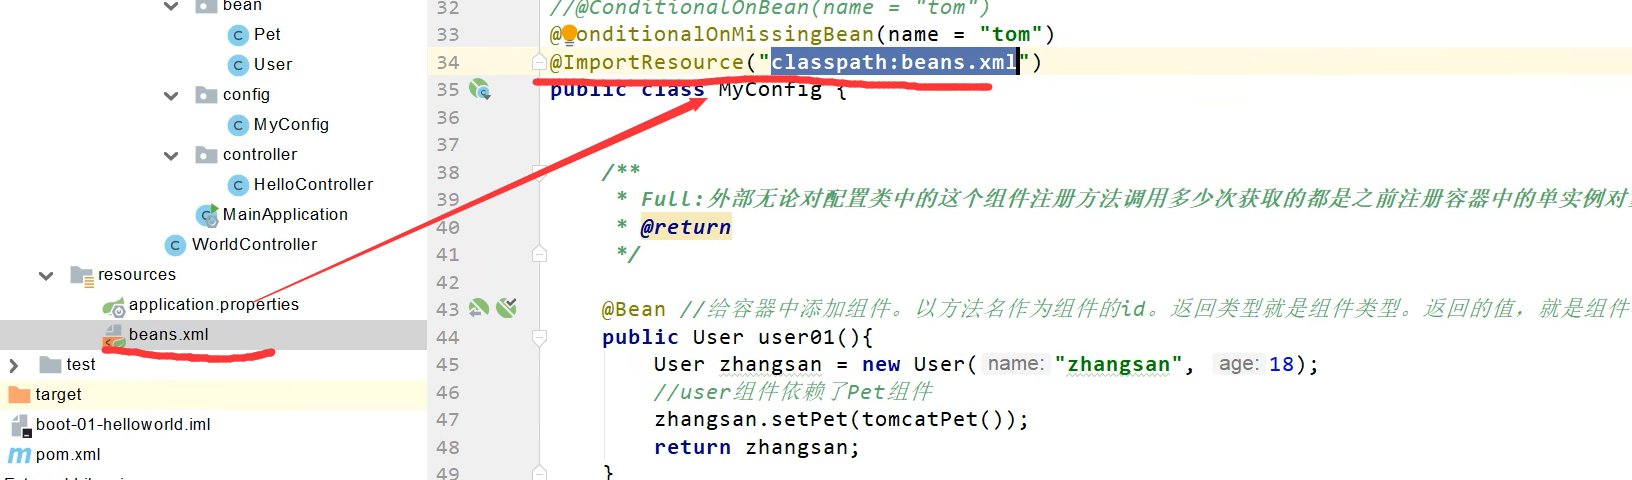 bean
Pet
User
config
MyConfig
controller
HelloController
MainApplication
WorldController
resources
application.properties
beans.xml
test
target
boot-01-helloworld.iml
pom.xml
32 //@ConditionalOnBean(name = "tom")
33 @ConditionalOnMissingBean(name = "tom")
34 @ImportResource("classpath:beans.xml")
35 public class MyConfig {
36
37
38 /**
39 * Full:外部无论对配置类中的这个组件注册方法调用多少次获取的都是之前注册容器中的单实例对
40 * @return
41 */
42
43 @Bean //给容器中添加组件。以方法名作为组件的id。返回类型就是组件类型。返回的值，就是组件
44 public User user01(){
45 User zhangsan = new User( name: "zhangsan", age: 18);
46 //user组件依赖了Pet组件
47 zhangsan.setPet(tomcatPet());
48 return zhangsan;
49 }